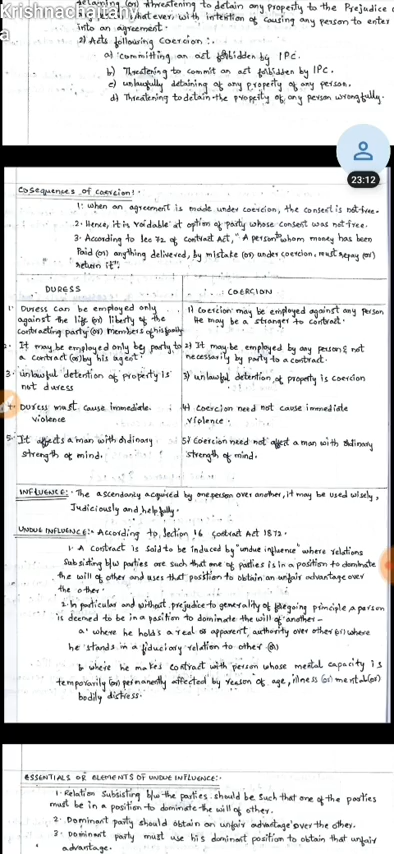 detaining (or) threatening to detain any property to the Prejudice
Krishnachaitany
a
whatever, with intention of causing any person to enter
into an agreement.
2) Acts following Coercion :-
a) committing an act forbidden by IPC.
b) Threatening to commit an act forbidden by IPC.
c) unlawfully detaining of any property of any person.
d) Threatening to detain the property of any person wrongfully.
23:12
Cosequences of coercion :-
1. when an agreement is made under coercion, the consent is not free.
2. Hence, it is voidable at option of party whose consent was not free.
3. According to Sec 72 of Contract Act, "A person to whom money has been
Paid (or) anything delivered, by mistake (or) under coercion, must Repay (or)
return it".
DURESS
COERCION
1. Duress can be employed only
against the life (or) liberty of the
contracting party (or) members of his family
1) Coercion may be employed against any Person
He may be a stranger to contract.
2. It may be employed only by party to
a contract (or) by his agent.
2) It may be employed by any person & not
necessarily by party to a contract.
3. unlawful detention of property is
not duress
3) unlawful detention of property is coercion
4. Duress must cause immediate
violence
4) coercion need not cause immediate
violence.
5. It affects a man with ordinary
strength of mind.
5) coercion need not affect a man with ordinary
strength of mind.
INFLUENCE :- The ascendancy acquired by one person over another, it may be used wisely,
Judiciously and helpfully.
UNDUE INFLUENCE :- According to Section 16 Contract Act 1872.
1. A contract is said to be induced by "undue influence" where relations
Subsisting b/w parties are such that one of parties is in a position to dominate
the will of other and uses that position to obtain an unfair advantage over
the other.
2. In particular and without prejudice to generality of foregoing principle a person
is deemed to be in a position to dominate the will of another -
a. where he holds a real or apparent authority over other (or) where
he stands in a fiduciary relation to other (or)
b. where he makes contract with person whose mental capacity is
temporarily (or) permanently affected by reason of age, illness (or) mental (or)
bodily distress.
ESSENTIALS OR ELEMENTS OF UNDUE INFLUENCE :-
1. Relation Subsisting b/w the parties should be such that one of the parties
must be in a position to dominate the will of other.
2. Dominant party should obtain an unfair advantage over the other.
3. Dominant party must use his dominant position to obtain that unfair
advantage.